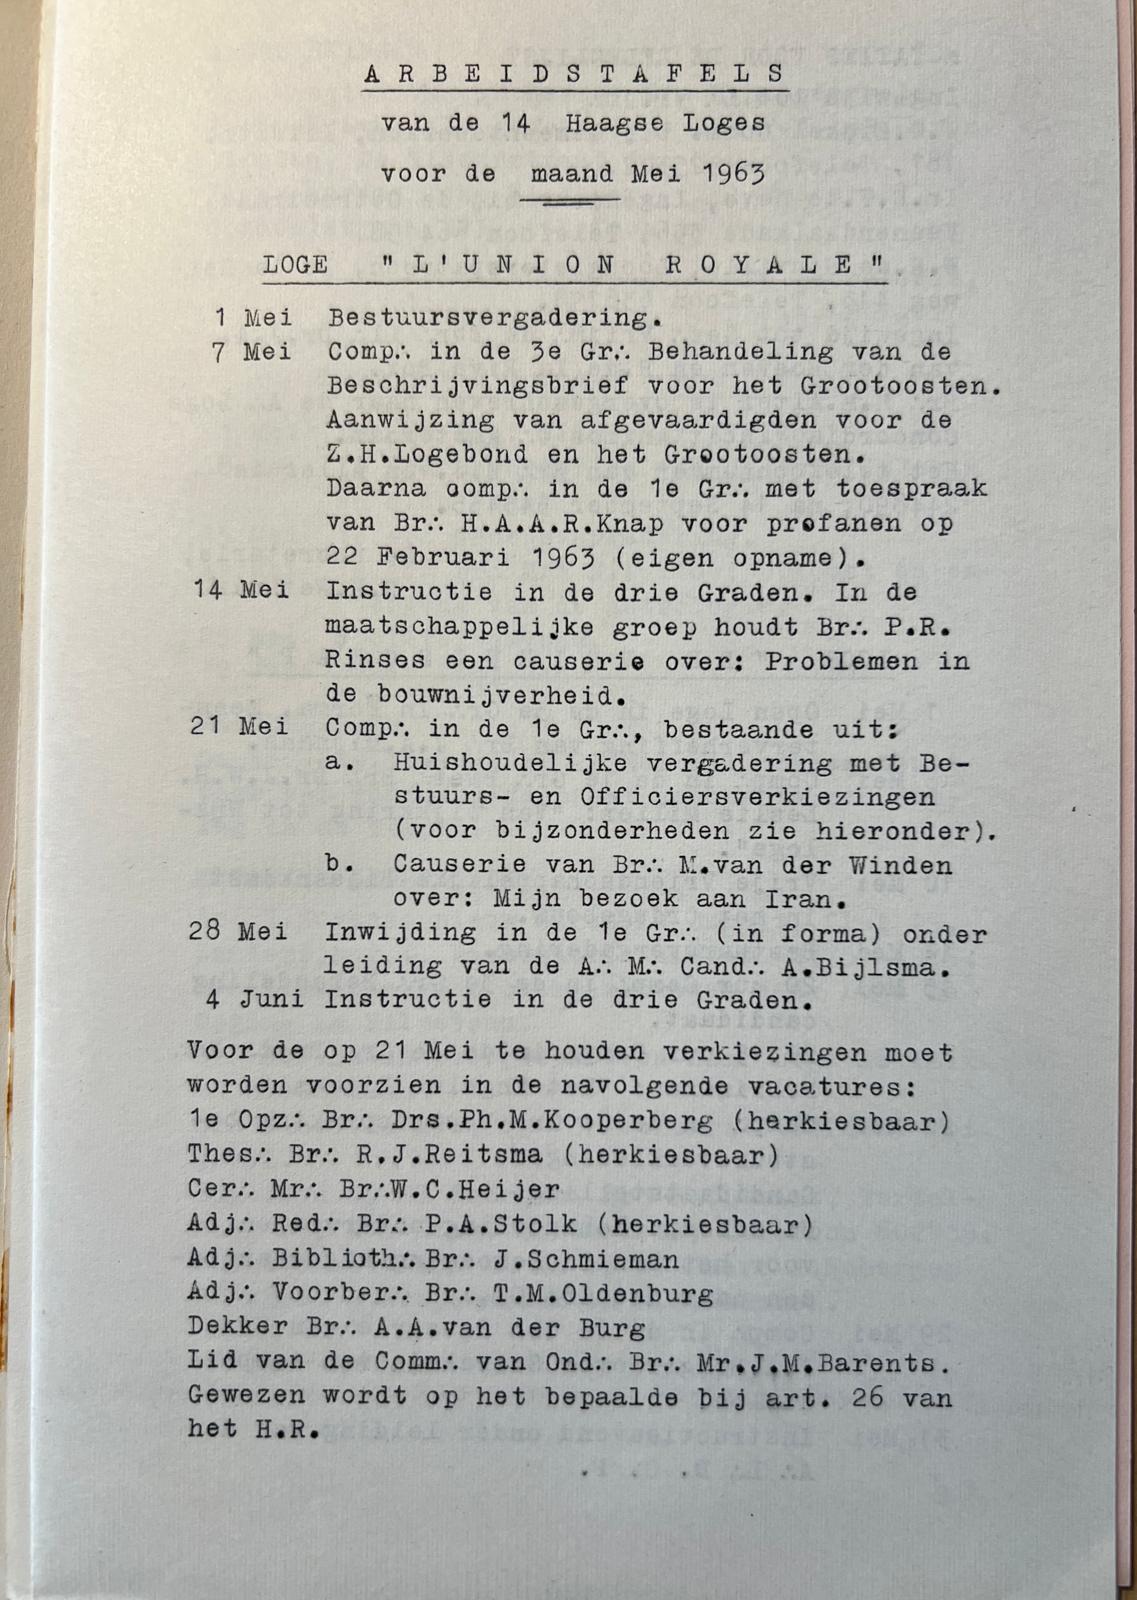 ARBEIDSTAFELS
van de 14 Haagse Loges
voor de maand Mei 1963
LOGE "L'UNION ROYALE".
1 Mei Bestuursvergadering.
7 Mei Comp∴ in de 3e Gr∴ Behandeling van de
Beschrijvingsbrief voor het Grootoosten.
Aanwijzing van afgevaardigden voor de
Z.H.Logebond en het Grootoosten.
Daarna comp∴ in de 1e Gr∴ met toespraak
van Br∴ H.A.A.R.Knap voor profanen op
22 Februari 1963 (eigen opname).
14 Mei Instructie in de drie Graden. In de
maatschappelijke groep houdt Br∴ P.R.
Rinses een causerie over: Problemen in
de bouwnijverheid.
21 Mei Comp∴ in de 1e Gr∴, bestaande uit:
a. Huishoudelijke vergadering met Be-
stuurs- en Officiersverkiezingen
(voor bijzonderheden zie hieronder).
b. Causerie van Br∴ M.van der Winden
over: Mijn bezoek aan Iran.
28 Mei Inwijding in de 1e Gr∴ (in forma) onder
leiding van de A∴ M∴ Cand∴ A.Bijlsma.
4 Juni Instructie in de drie Graden.
Voor de op 21 Mei te houden verkiezingen moet
worden voorzien in de navolgende vacatures:
1e Opz∴ Br∴ Drs.Ph.M.Kooperberg (herkiesbaar)
Thes∴ Br∴ R.J.Reitsma (herkiesbaar)
Cer∴ Mr∴ Br∴W.C.Heijer
Adj∴ Red∴ Br∴ P.A.Stolk (herkiesbaar)
Adj∴ Biblioth∴ Br∴ J.Schmieman
Adj∴ Voorber∴ Br∴ T.M.Oldenburg
Dekker Br∴ A.A.van der Burg
Lid van de Comm∴ van Ond∴ Br∴ Mr.J.M.Barents.
Gewezen wordt op het bepaalde bij art. 26 van
het H.R.